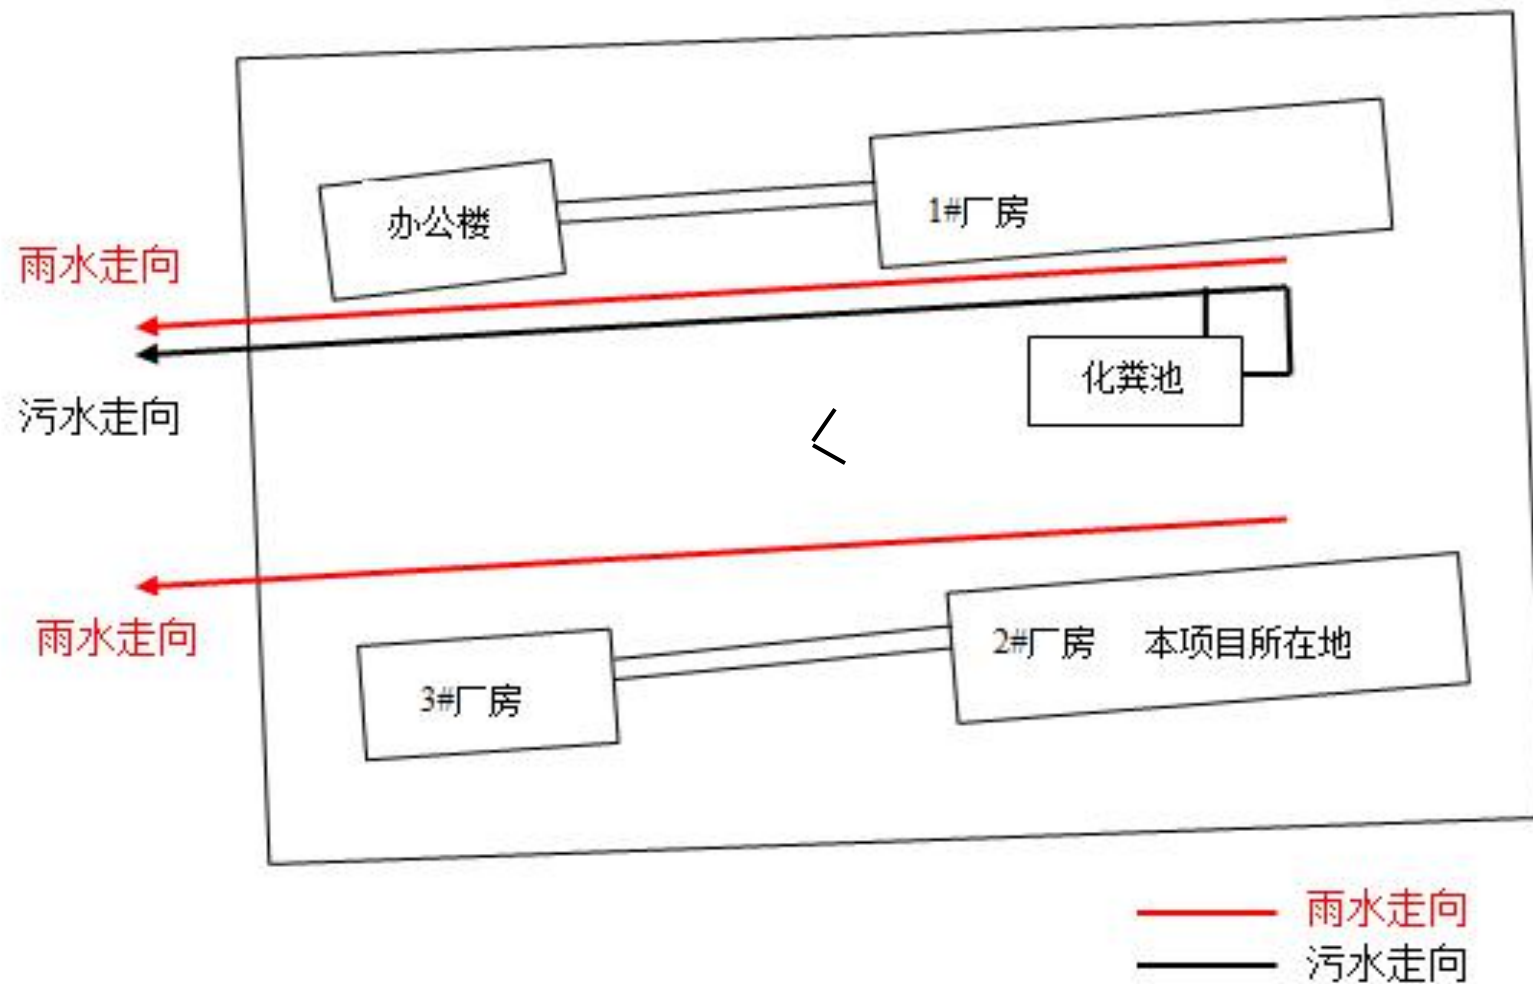 办公楼
1#厂房
雨水走向
化粪池
污水走向
雨水走向
2#厂房 本项目所在地
3#厂房
雨水走向
污水走向